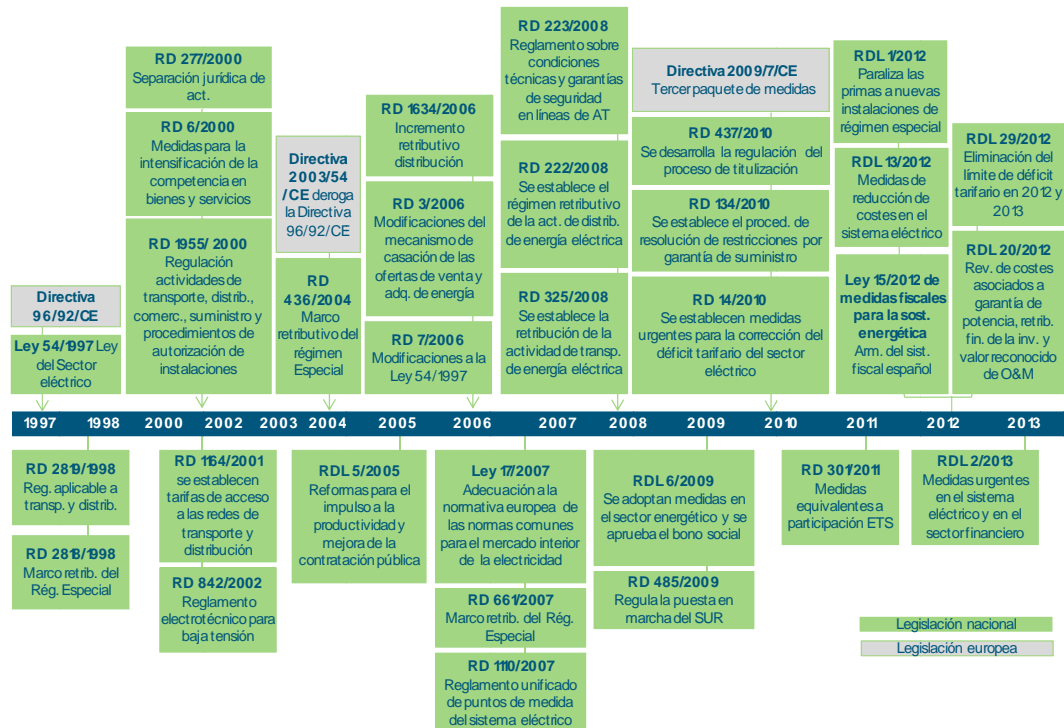 Directiva
96/92/CE
Ley 54/1997 Ley
del Sector
eléctrico
RD 277/2000
Separación jurídica de
act.
RD 6/2000
Medidas para la
intensificación de la
competencia en
bienes y servicios
RD 1955/ 2000
Regulación
actividades de
transporte, distrib.,
comerc., suministro y
procedimientos de
autorización de
instalaciones
Directiva
2003/54
/CE deroga
la Directiva
96/92/CE
RD
436/2004
Marco
retributivo del
régimen
Especial
RD 1634/2006
Incremento
retributivo
distribución
RD 3/2006
Modificaciones del
mecanismo de
casación de las
ofertas de venta y
adq. de energía
RD 7/2006
Modificaciones a la
Ley 54/1997
RD 223/2008
Reglamento sobre
condiciones
técnicas y garantías
de seguridad
en líneas de AT
RD 222/2008
Se establece el
régimen retributivo
de la act. de distrib.
de energía eléctrica
RD 325/2008
Se establece la
retribución de la
actividad de transp.
de energía eléctrica
Directiva 2009/7/CE
Tercer paquete de medidas
RD 437/2010
Se desarrolla la regulación del
proceso de titulización
RD 134/2010
Se establece el proced. de
resolución de restricciones por
garantía de suministro
RD 14/2010
Se establecen medidas
urgentes para la corrección del
déficit tarifario del sector
eléctrico
RDL 1/2012
Paraliza las
primas a nuevas
instalaciones de
régimen especial
RDL 13/2012
Medidas de
reducción de
costes en el
sistema eléctrico
Ley 15/2012 de
medidas fiscales
para la sost.
energética
Arm. del sist.
fiscal español
RDL 29/2012
Eliminación del
límite de déficit
tarifario en 2012 y
2013
RDL 20/2012
Rev. de costes
asociados a
garantía de
potencia, retrib.
fin. de la inv. y
valor reconocido
de O&M
1997 1998 2000 2002 2003 2004 2005 2006 2007 2008 2009 2010 2011 2012 2013
RD 2819/1998
Reg. aplicable a
transp. y distrib.
RD 2818/1998
Marco retrib. del
Rég. Especial
RD 1164/2001
se establecen
tarifas de acceso
a las redes de
transporte y
distribución
RD 842/2002
Reglamento
electrotécnico para
baja tensión
RDL 5/2005
Reformas para el
impulso a la
productividad y
mejora de la
contratación pública
Ley 17/2007
Adecuación a la
normativa europea de
las normas comunes
para el mercado interior
de la electricidad
RD 661/2007
Marco retrib. del Rég.
Especial
RD 1110/2007
Reglamento unificado
de puntos de medida
del sistema eléctrico
RDL 6/2009
Se adoptan medidas en
el sector energético y se
aprueba el bono social
RD 485/2009
Regula la puesta en
marcha del SUR
RD 301/2011
Medidas
equivalentes a
participación ETS
RDL 2/2013
Medidas urgentes
en el sistema
eléctrico y en el
sector financiero
Legislación nacional
Legislación europea